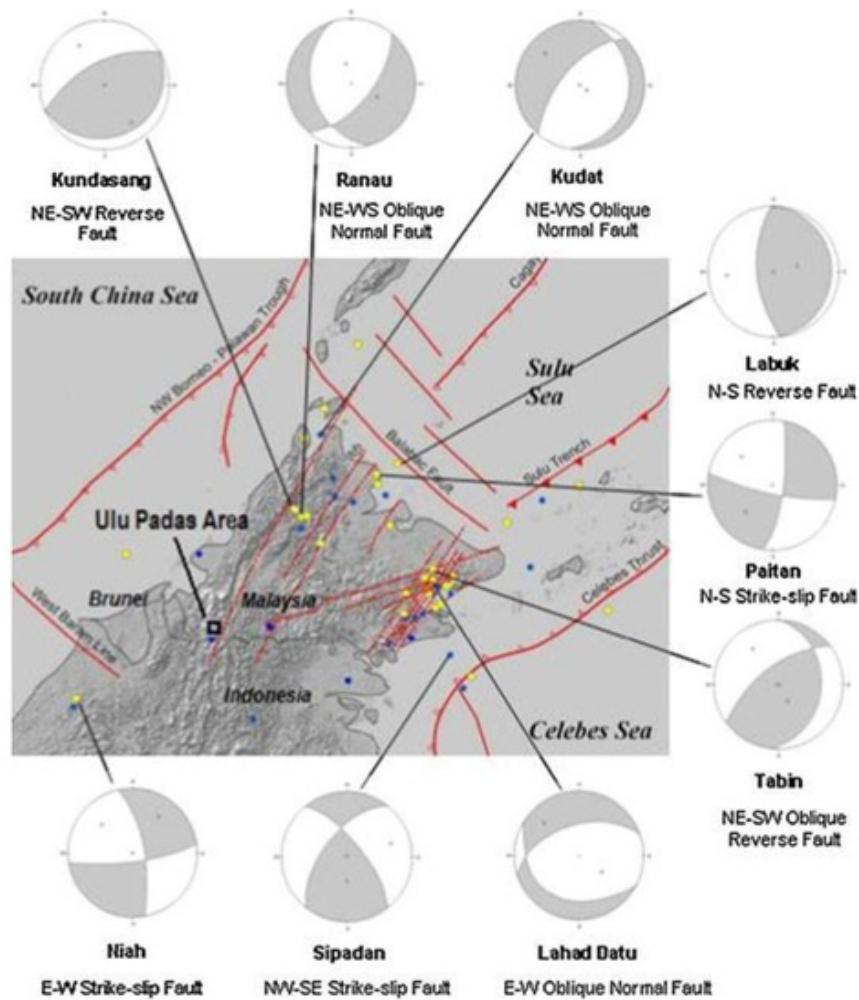 Kundasang
NE-SW Reverse
Fault
Ranau
NE-WS Oblique
Normal Fault
Kudat
NE-WS Oblique
Normal Fault
South China Sea
NW Borneo - Palawan Trough
Cagay
Sulu
Sea
Labuk
N-S Reverse Fault
Balabac Fault
Sulu Trench
Ulu Padas Area
Paitan
N-S Strike-slip Fault
Brunei
Malaysia
Celebes Thrust
West Baram Line
Indonesia
Celebes Sea
Tabin
NE-SW Oblique
Reverse Fault
Niah
E-W Strike-slip Fault
Sipadan
NW-SE Strike-slip Fault
Lahad Datu
E-W Oblique Normal Fault